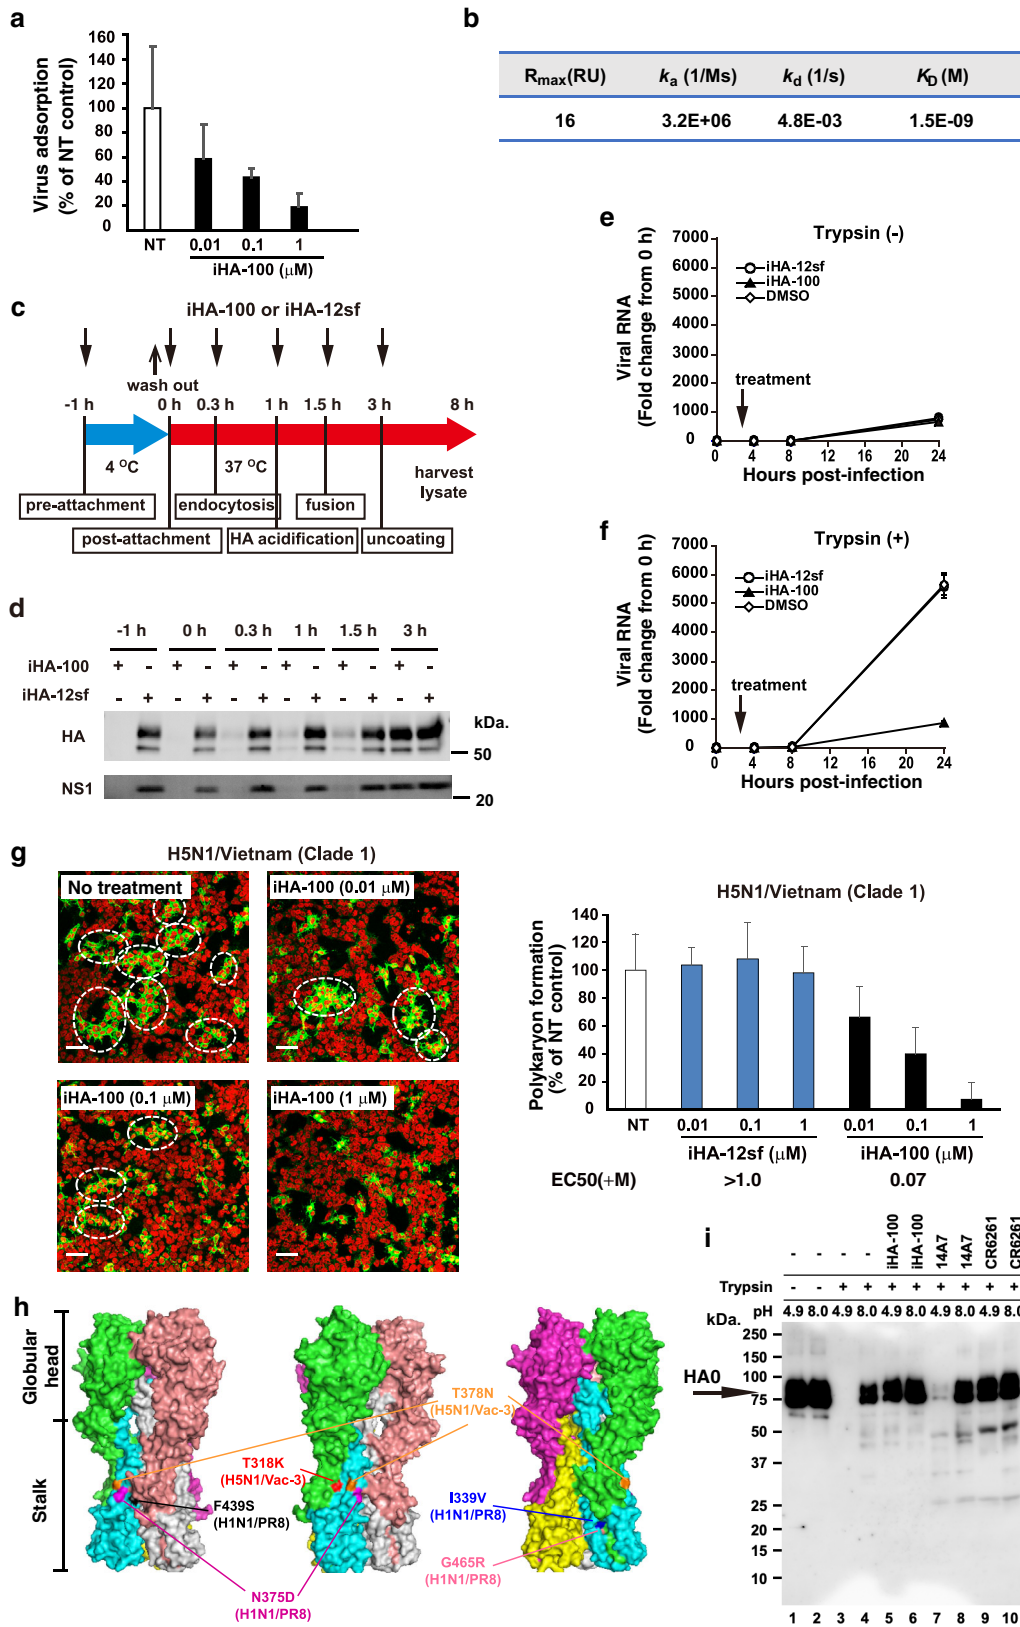 a
Virus adsorption
(% of NT control)
160
140
120
100
80
60
40
20
0
NT
0.01
0.1
1
iHA-100 (μM)
b
Rmax(RU)
ka (1/Ms)
kd (1/s)
KD (M)
16
3.2E+06
4.8E-03
1.5E-09
c
iHA-100 or iHA-12sf
wash out
-1 h
0 h
0.3 h
1 h
1.5 h
3 h
8 h
4 °C
37 °C
harvest
lysate
pre-attachment
endocytosis
fusion
post-attachment
HA acidification
uncoating
d
-1 h
0 h
0.3 h
1 h
1.5 h
3 h
iHA-100
+ - + - + - + - + - + -
iHA-12sf
- + - + - + - + - + - +
kDa.
HA
50
NS1
20
e
Trypsin (-)
Viral RNA
(Fold change from 0 h)
7000
6000
5000
4000
3000
2000
1000
0
iHA-12sf
iHA-100
DMSO
treatment
0 4 8 12 16 20 24
Hours post-infection
f
Trypsin (+)
Viral RNA
(Fold change from 0 h)
7000
6000
5000
4000
3000
2000
1000
0
iHA-12sf
iHA-100
DMSO
treatment
0 4 8 12 16 20 24
Hours post-infection
g
H5N1/Vietnam (Clade 1)
No treatment
iHA-100 (0.01 μM)
iHA-100 (0.1 μM)
iHA-100 (1 μM)
H5N1/Vietnam (Clade 1)
Polykaryon formation
(% of NT control)
140
120
100
80
60
40
20
0
NT
0.01
0.1
1
0.01
0.1
1
iHA-12sf (μM)
iHA-100 (μM)
EC50(+M)
>1.0
0.07
h
Globular
head
Stalk
T378N
(H5N1/Vac-3)
T318K
(H5N1/Vac-3)
F439S
(H1N1/PR8)
I339V
(H1N1/PR8)
G465R
(H1N1/PR8)
N375D
(H1N1/PR8)
i
- - - - iHA-100 iHA-100 14A7 14A7 CR6261 CR6261
Trypsin
- - + + + + + + + +
kDa.
pH
4.9 8.0 4.9 8.0 4.9 8.0 4.9 8.0 4.9 8.0
250
150
100
HA0
75
50
37
25
20
15
10
1 2 3 4 5 6 7 8 9 10